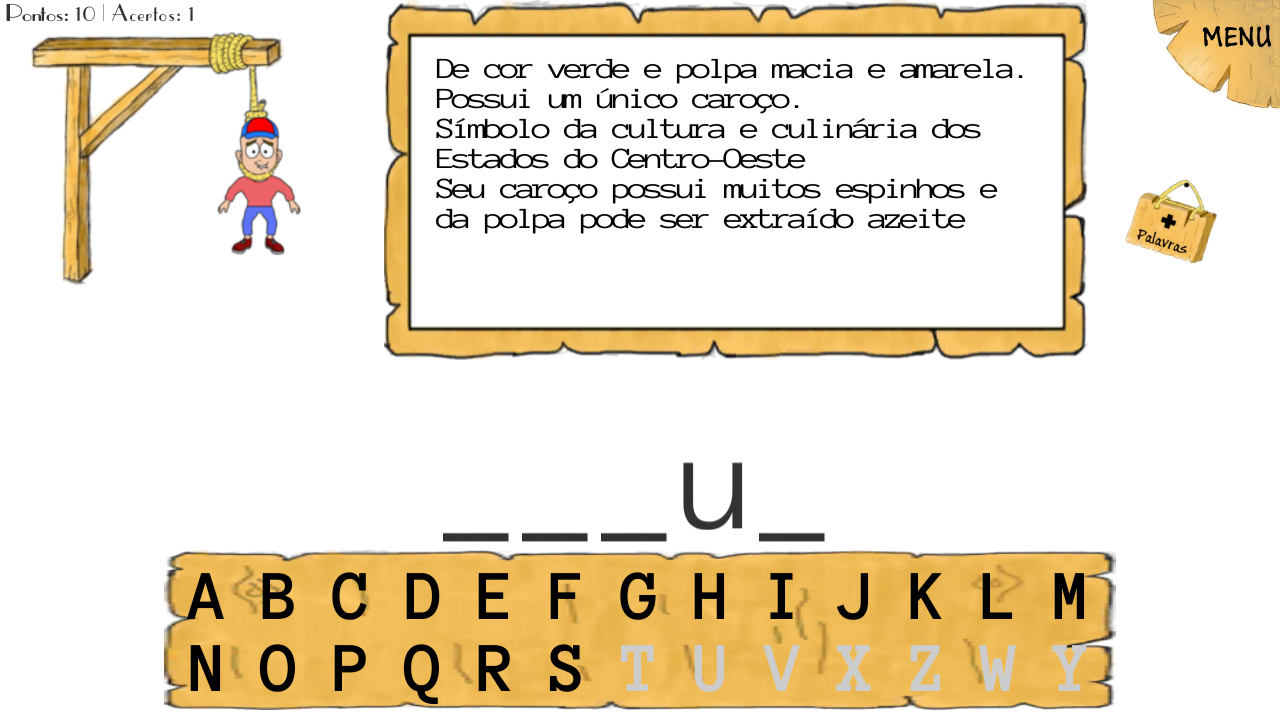 Pontos: 10 | Acertos: 1
MENU
De cor verde e polpa macia e amarela.
Possui um único caroço.
Símbolo da cultura e culinária dos
Estados do Centro-Oeste
Seu caroço possui muitos espinhos e
da polpa pode ser extraído azeite
Palavras
_ _ _ u _
A B C D E F G H I J K L M
N O P Q R S T U V X Z W Y